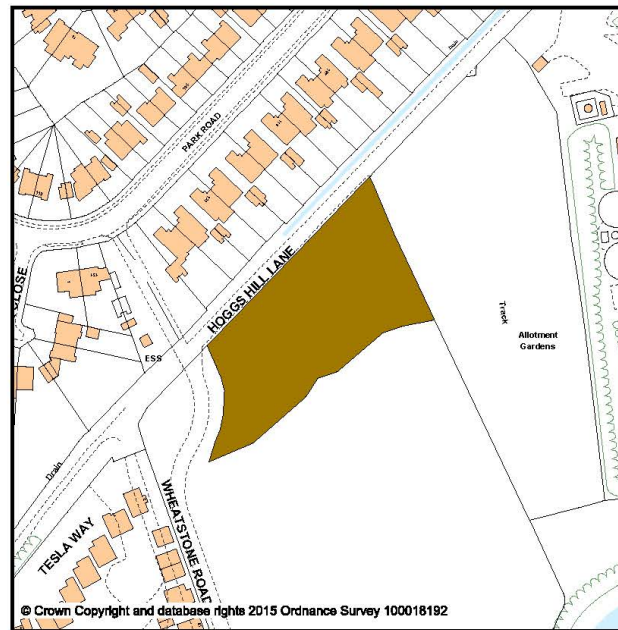 Drain
PARK ROAD
CLOSE
HOGGS HILL LANE
ESS
Track
Allotment
Gardens
Drain
TESLA WAY
WHEATSTONE ROAD
© Crown Copyright and database rights 2015 Ordnance Survey 100018192